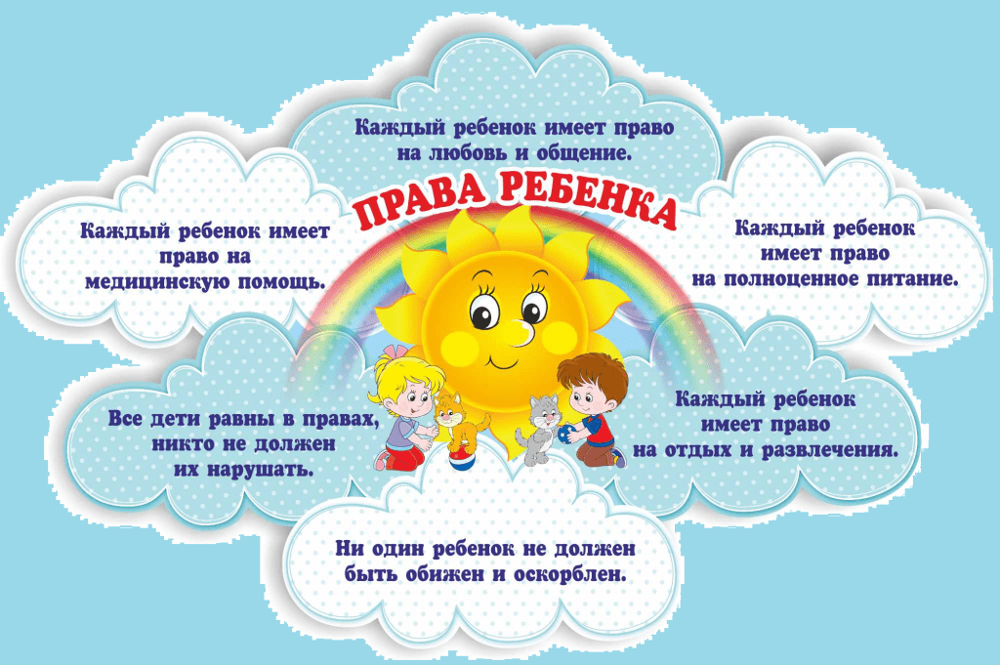 Каждый ребенок имеет право
на любовь и общение.
ПРАВА РЕБЕНКА
Каждый ребенок имеет
право на
медицинскую помощь.
Каждый ребенок
имеет право
на полноценное питание.
Все дети равны в правах,
никто не должен
их нарушать.
Каждый ребенок
имеет право
на отдых и развлечения.
Ни один ребенок не должен
быть обижен и оскорблен.